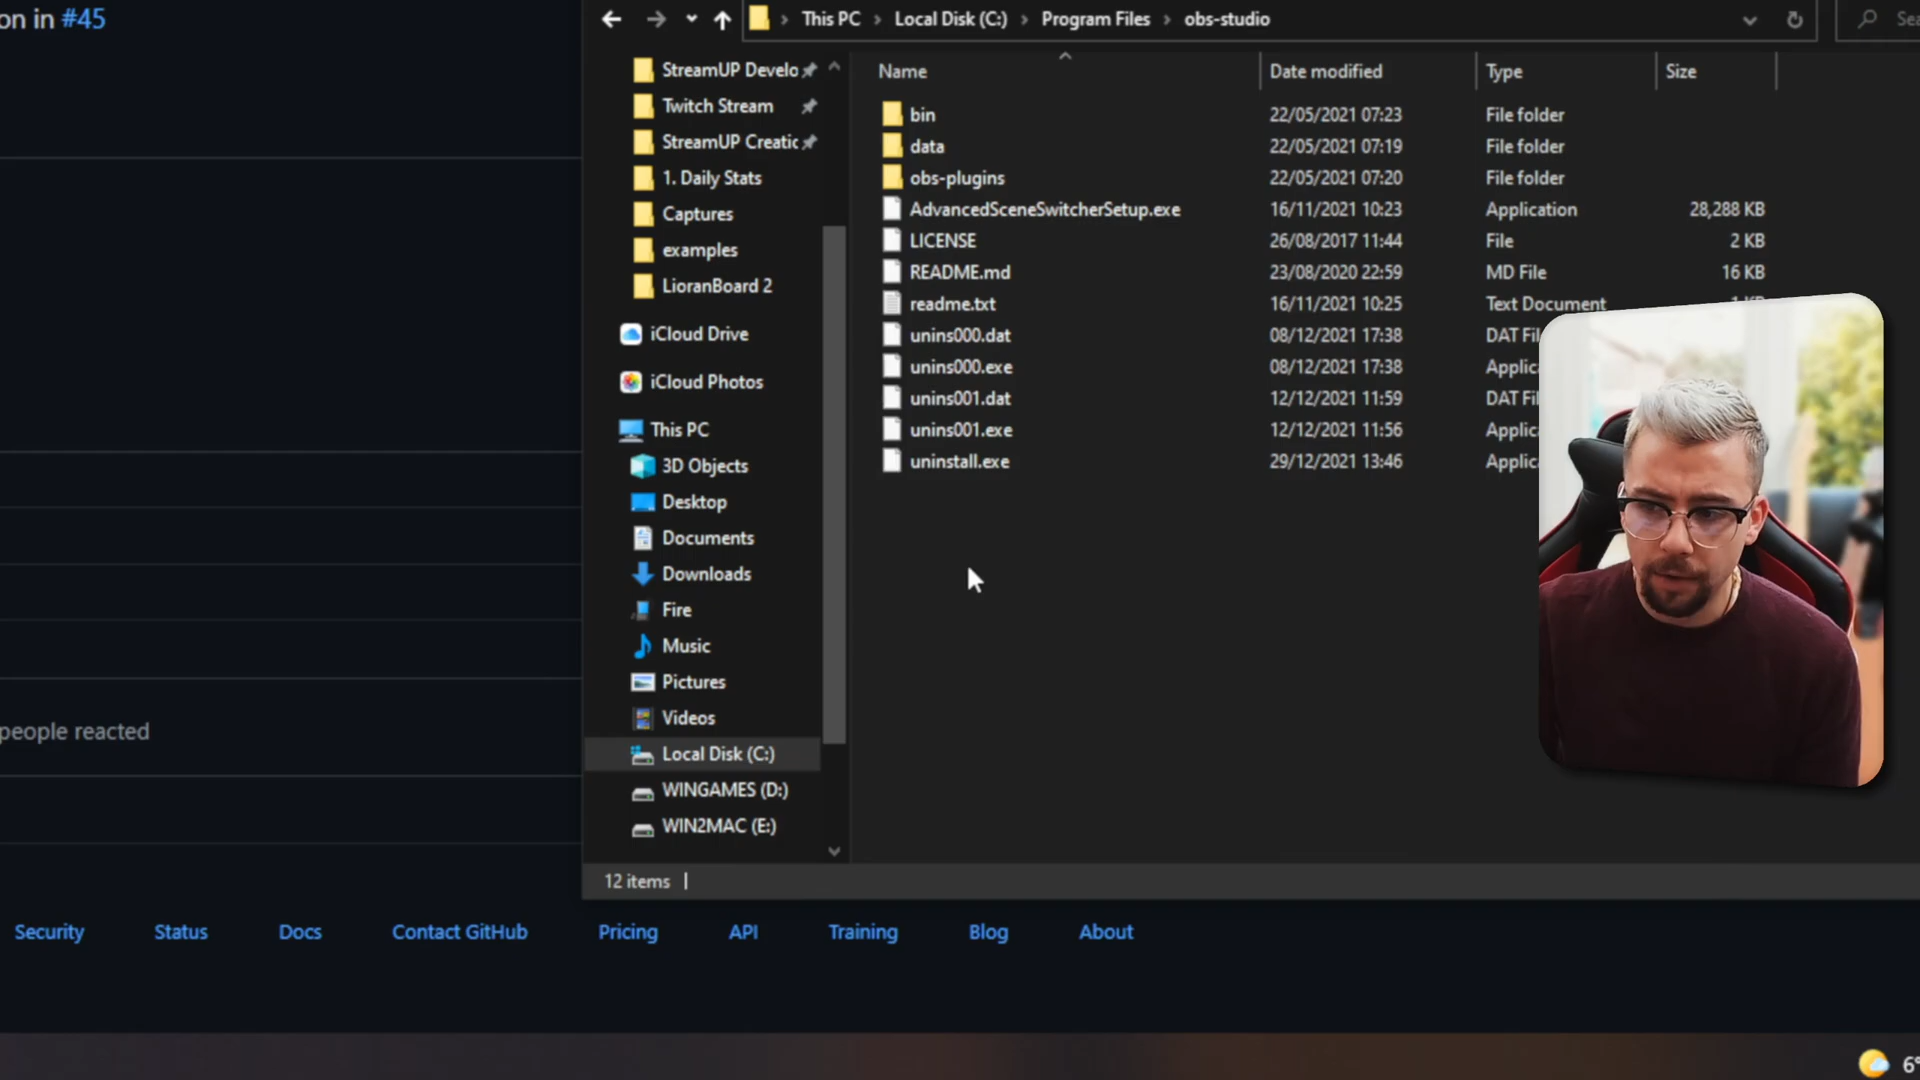 on in #45
This PC > Local Disk (C:) > Program Files > obs-studio
StreamUP Develo
Twitch Stream
StreamUP Creatic
1. Daily Stats
Captures
examples
LioranBoard 2
iCloud Drive
iCloud Photos
This PC
3D Objects
Desktop
Documents
Downloads
Fire
Music
Pictures
Videos
Local Disk (C:)
WINGAMES (D:)
WIN2MAC (E:)
Name Date modified Type Size
bin 22/05/2021 07:23 File folder
data 22/05/2021 07:19 File folder
obs-plugins 22/05/2021 07:20 File folder
AdvancedSceneSwitcherSetup.exe 16/11/2021 10:23 Application 28,288 KB
LICENSE 26/08/2017 11:44 File 2 KB
README.md 23/08/2020 22:59 MD File 16 KB
readme.txt 16/11/2021 10:25 Text Document 1 KB
unins000.dat 08/12/2021 17:38 DAT Fil
unins000.exe 08/12/2021 17:38 Applic
unins001.dat 12/12/2021 11:59 DAT Fil
unins001.exe 12/12/2021 11:56 Applic
uninstall.exe 29/12/2021 13:46 Applic
people reacted
12 items
Security Status Docs Contact GitHub Pricing API Training Blog About
6°